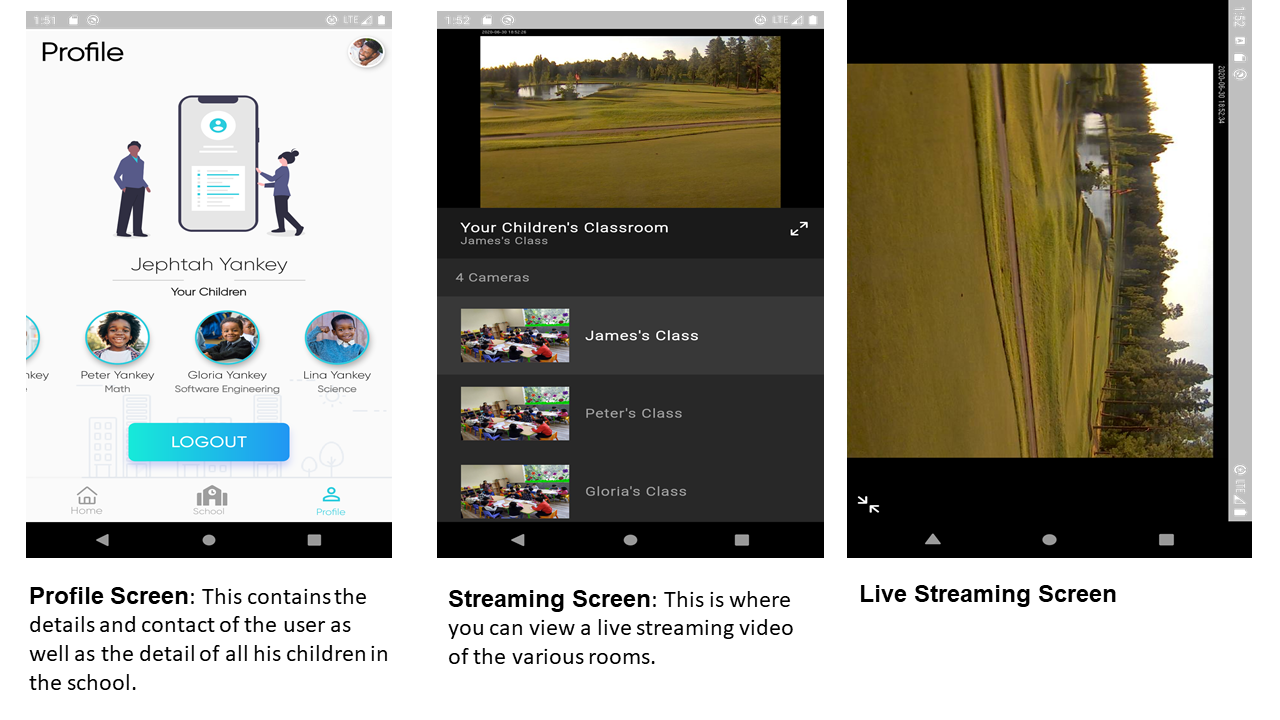 1:51
LTE
Profile
Jephtah Yankey
Your Children
nkey
Peter Yankey
Math
Gloria Yankey
Software Engineering
Lina Yankey
Science
LOGOUT
Home
School
Profile
Profile Screen: This contains the
details and contact of the user as
well as the detail of all his children in
the school.
1:52
LTE
2020-06-30 18:52:26
Your Children's Classroom
James's Class
4 Cameras
James's Class
Peter's Class
Gloria's Class
Streaming Screen: This is where
you can view a live streaming video
of the various rooms.
1:52
LTE
2020-06-30 18:52:34
Live Streaming Screen